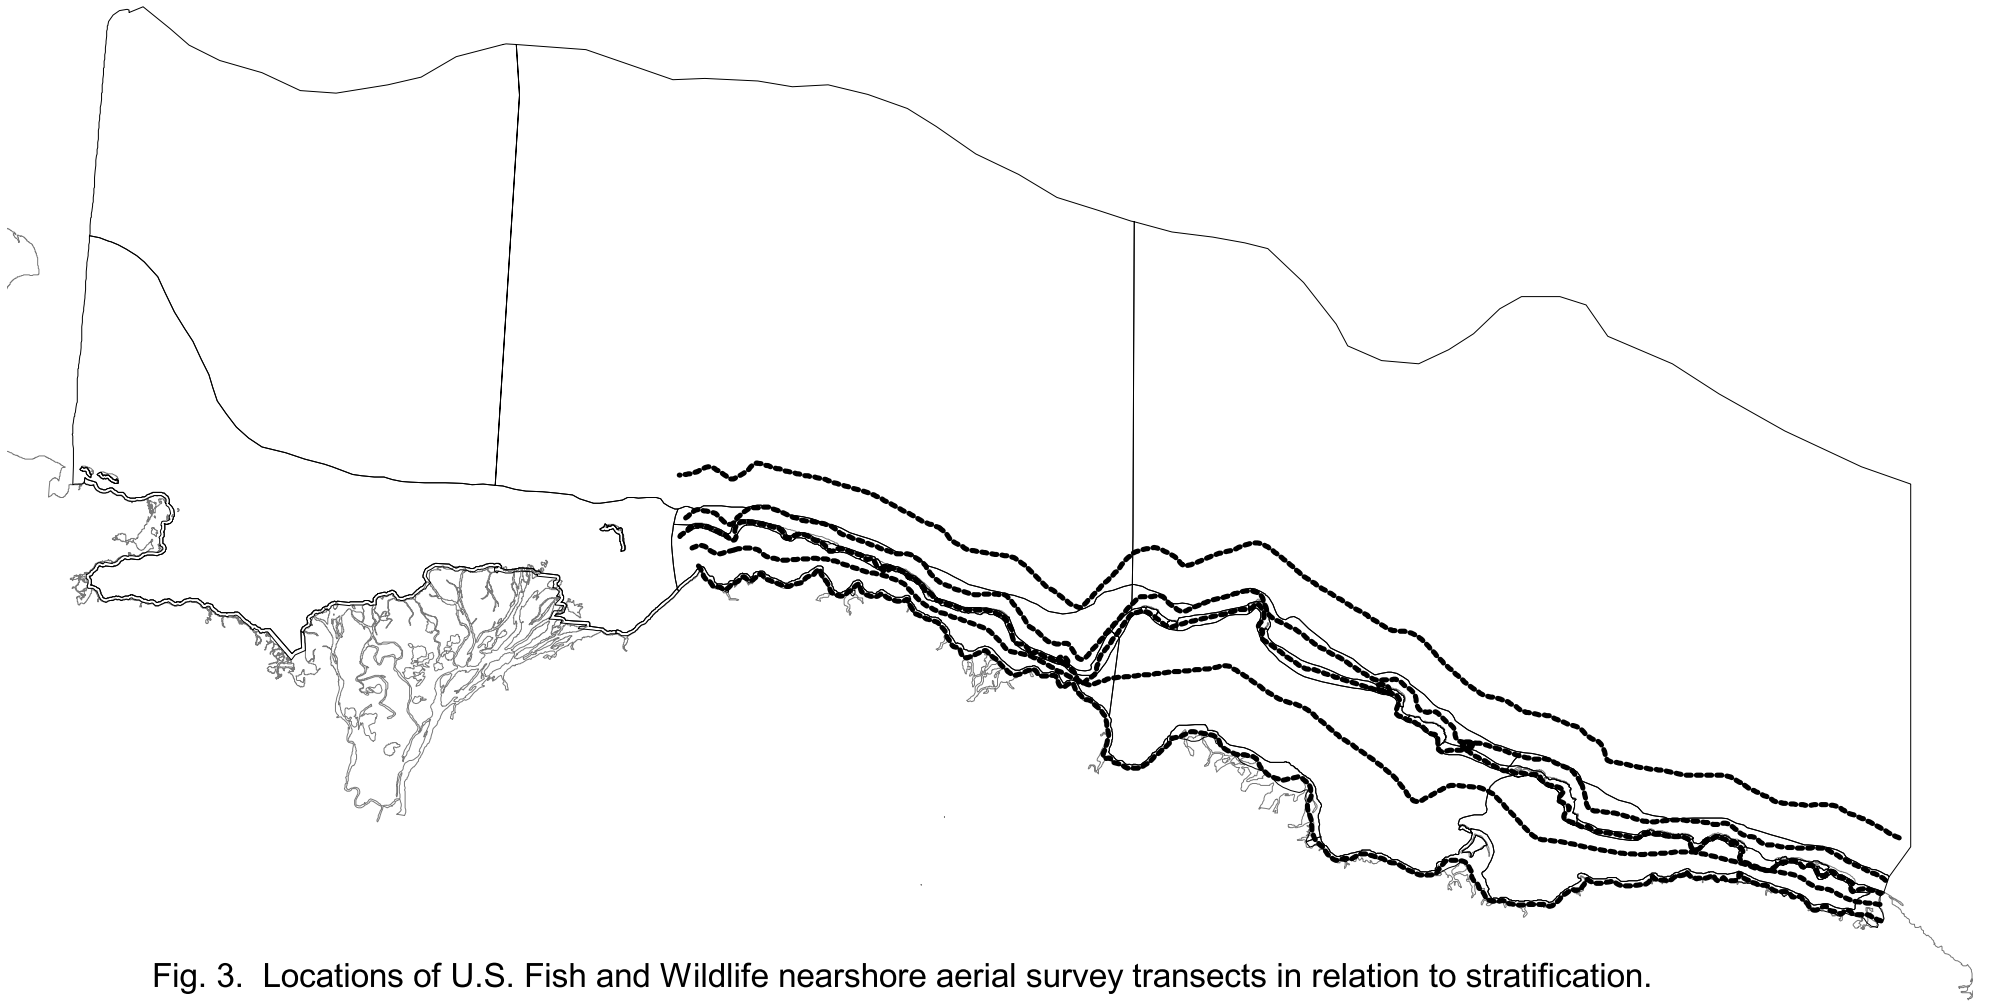 Fig. 3.  Locations of U.S. Fish and Wildlife nearshore aerial survey transects in relation to stratification.